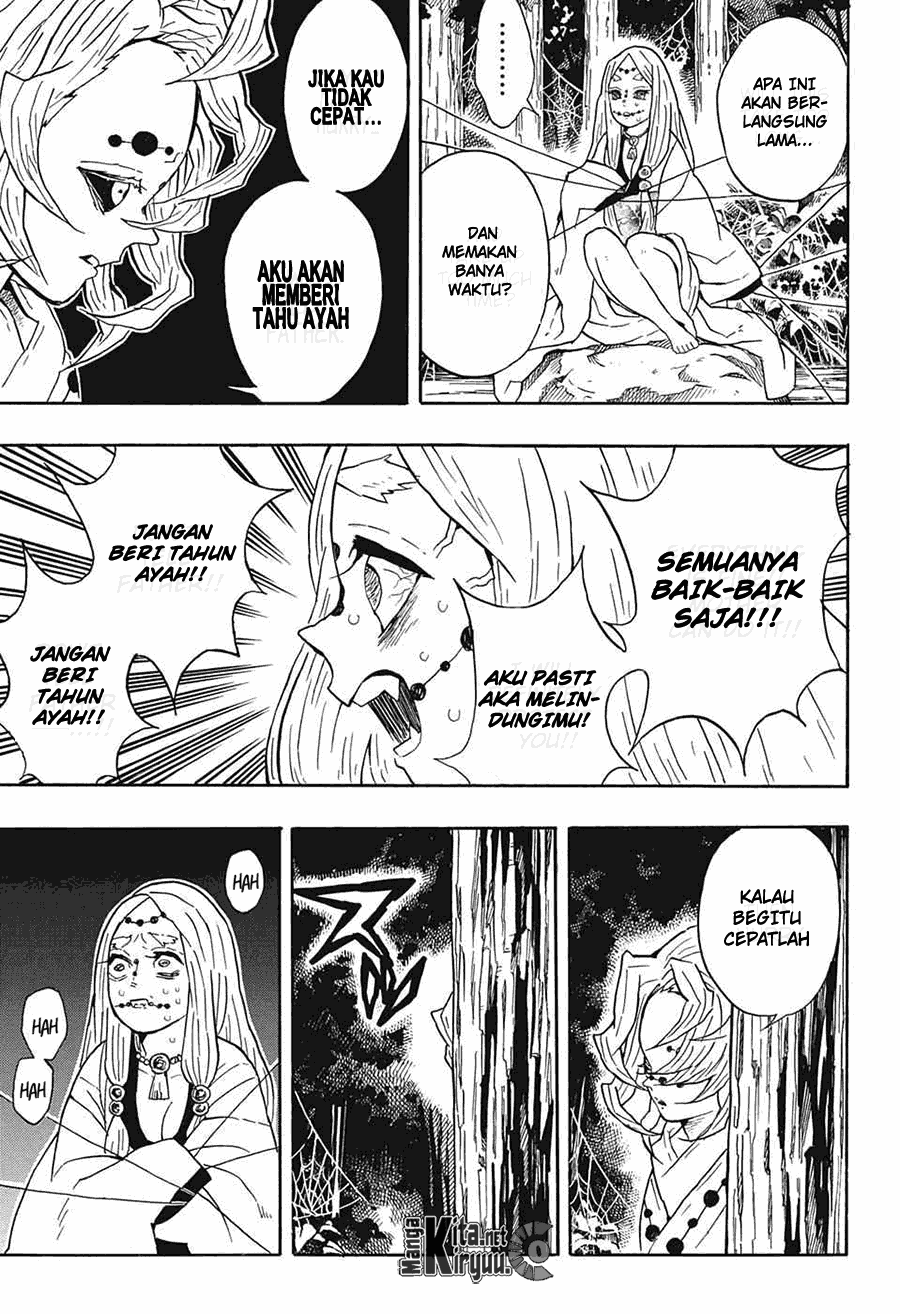 .........
APA INI
AKAN BER-
LANGSUNG
LAMA...
DAN
MEMAKAN
BANYA
WAKTU?
JIKA KAU
TIDAK
CEPAT...
AKU AKAN
MEMBERI
TAHU AYAH
SEMUANYA
BAIK-BAIK
SAJA!!!
AKU PASTI
AKA MELIN-
DUNGIMU!
JANGAN
BERI TAHUN
AYAH!!
JANGAN
BERI
TAHUN
AYAH!!
KALAU
BEGITU
CEPATLAH
HAH
HAH
HAH
MangaKita.net
Kiryuu.